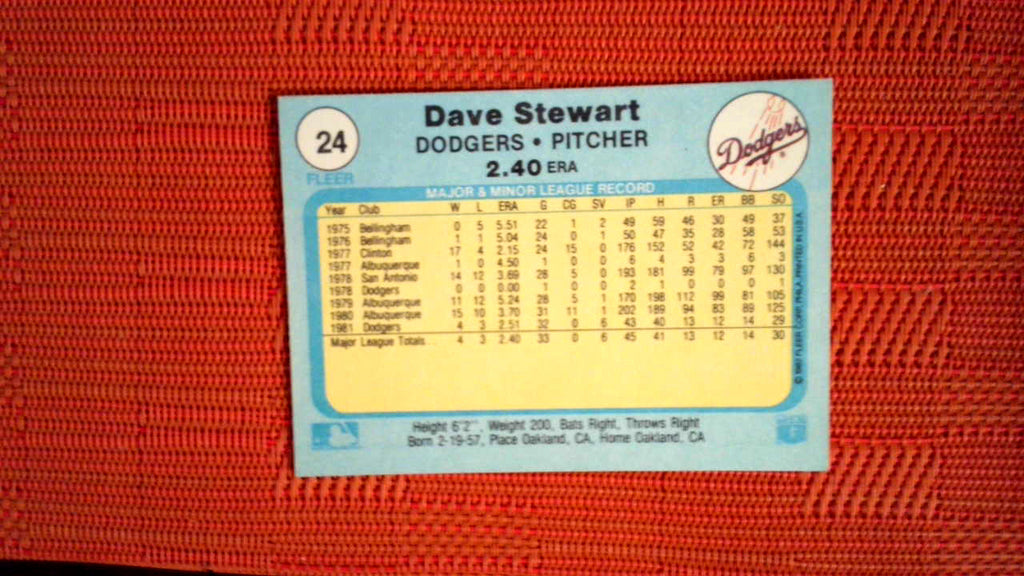 24
FLEER
Dave Stewart
DODGERS • PITCHER
2.40 ERA
Dodgers
MAJOR & MINOR LEAGUE RECORD
Year Club W L ERA G CG SV IP H R ER BB SO
1975 Bellingham 0 5 5.51 22 1 2 49 59 46 30 49 37
1976 Bellingham 1 1 5.04 24 0 1 50 47 35 28 58 53
1977 Clinton 17 4 2.15 24 15 0 176 152 52 42 72 144
1977 Albuquerque 1 0 4.50 1 0 0 6 4 3 3 6 3
1978 San Antonio 14 12 3.69 28 5 0 193 181 99 79 97 130
1978 Dodgers 0 0 0.00 1 0 0 2 1 0 0 0 1
1979 Albuquerque 11 12 5.24 28 5 1 170 198 112 99 81 105
1980 Albuquerque 15 10 3.70 31 11 1 202 189 94 83 89 125
1981 Dodgers 4 3 2.51 32 0 6 43 40 13 12 14 29
Major League Totals 4 3 2.40 33 0 6 45 41 13 12 14 30
Height 6'2", Weight 200, Bats Right, Throws Right
Born 2-19-57, Place Oakland, CA, Home Oakland, CA
FLEER CORP. PHILA. PRINTED IN U.S.A.